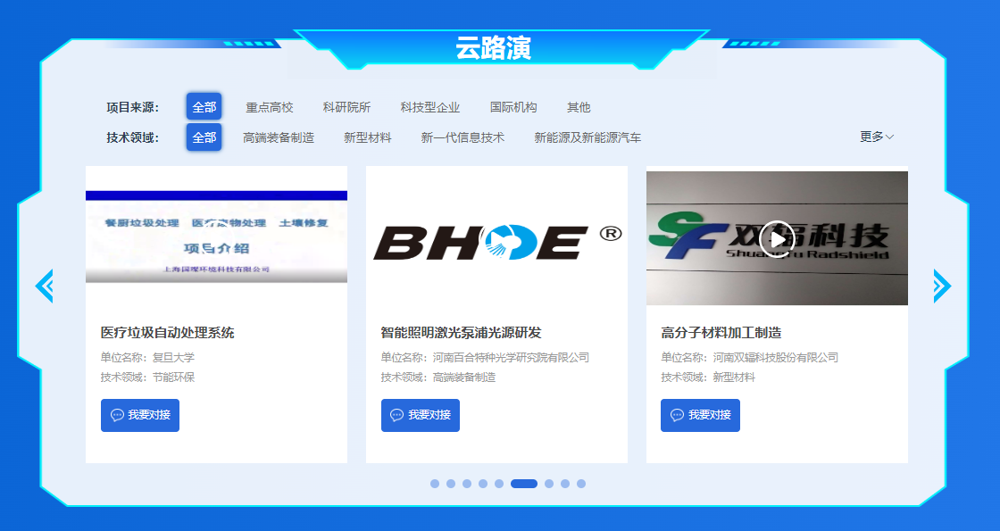 云路演
项目来源： 全部 重点高校 科研院所 科技型企业 国际机构 其他
技术领域： 全部 高端装备制造 新型材料 新一代信息技术 新能源及新能源汽车 更多
餐厨垃圾处理 医疗废物处理 土壤修复
项目介绍
上海国璨环境科技有限公司
BHOE ®
SF 双辐科技
Shuangfu Radshield
医疗垃圾自动处理系统
单位名称：复旦大学
技术领域：节能环保
我要对接
智能照明激光泵浦光源研发
单位名称：河南百合特种光学研究院有限公司
技术领域：高端装备制造
我要对接
高分子材料加工制造
单位名称：河南双辐科技股份有限公司
技术领域：新型材料
我要对接